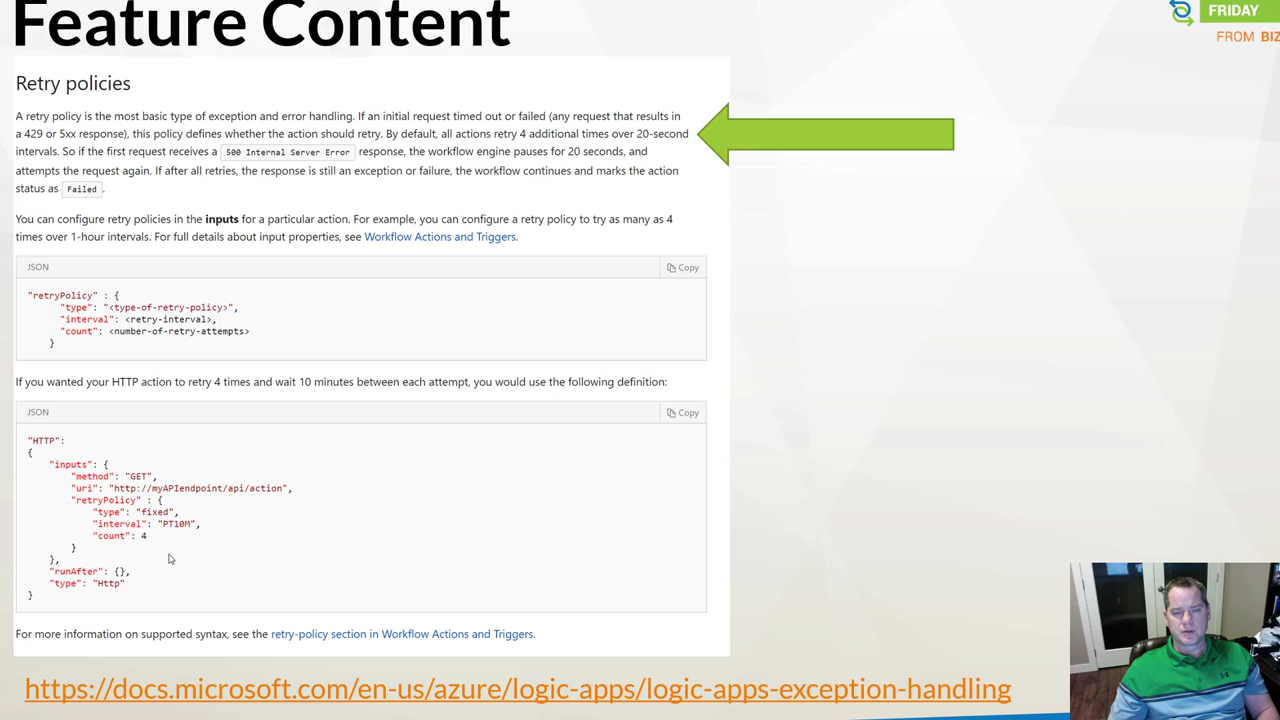 Feature Content
FRIDAY
FROM BIZ
Retry policies
A retry policy is the most basic type of exception and error handling. If an initial request timed out or failed (any request that results in
a 429 or 5xx response), this policy defines whether the action should retry. By default, all actions retry 4 additional times over 20-second
intervals. So if the first request receives a 500 Internal Server Error response, the workflow engine pauses for 20 seconds, and
attempts the request again. If after all retries, the response is still an exception or failure, the workflow continues and marks the action
status as Failed.
You can configure retry policies in the inputs for a particular action. For example, you can configure a retry policy to try as many as 4
times over 1-hour intervals. For full details about input properties, see Workflow Actions and Triggers.
JSON Copy
"retryPolicy" : {
"type": "<type-of-retry-policy>",
"interval": <retry-interval>,
"count": <number-of-retry-attempts>
}
If you wanted your HTTP action to retry 4 times and wait 10 minutes between each attempt, you would use the following definition:
JSON Copy
"HTTP":
{
"inputs": {
"method": "GET",
"uri": "http://myAPIendpoint/api/action",
"retryPolicy" : {
"type": "fixed",
"interval": "PT10M",
"count": 4
}
},
"runAfter": {},
"type": "Http"
}
For more information on supported syntax, see the retry-policy section in Workflow Actions and Triggers.
https://docs.microsoft.com/en-us/azure/logic-apps/logic-apps-exception-handling